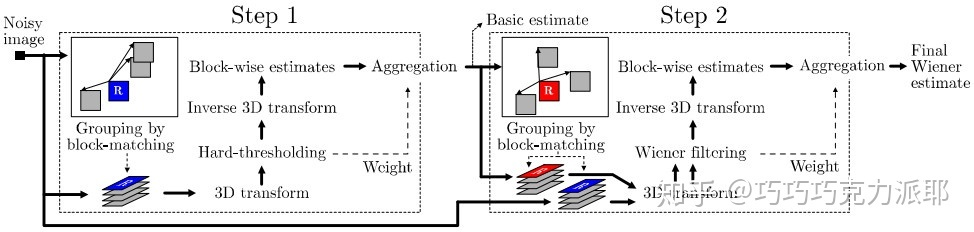 Step 1
Step 2
Noisy
image
R
Grouping by
block-matching
Block-wise estimates
Aggregation
Inverse 3D transform
Hard-thresholding
Weight
3D transform
Basic estimate
R
Grouping by
block-matching
Block-wise estimates
Aggregation
Inverse 3D transform
Wiener filtering
Weight
3D transform
Final
Wiener
estimate
知乎 @巧巧巧克力派耶